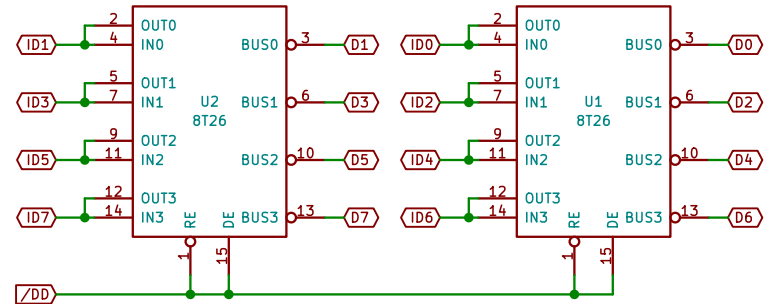 2 OUT0 2 OUT0
ID1 4 IN0 BUS0 3 D1 ID0 4 IN0 BUS0 3 D0
5 OUT1 5 OUT1
ID3 7 IN1 U2 BUS1 6 D3 ID2 7 IN1 U1 BUS1 6 D2
8T26 8T26
9 OUT2 9 OUT2
ID5 11 IN2 BUS2 10 D5 ID4 11 IN2 BUS2 10 D4
12 OUT3 12 OUT3
ID7 14 IN3 RE DE BUS3 13 D7 ID6 14 IN3 RE DE BUS3 13 D6
1 15 1 15
/DD